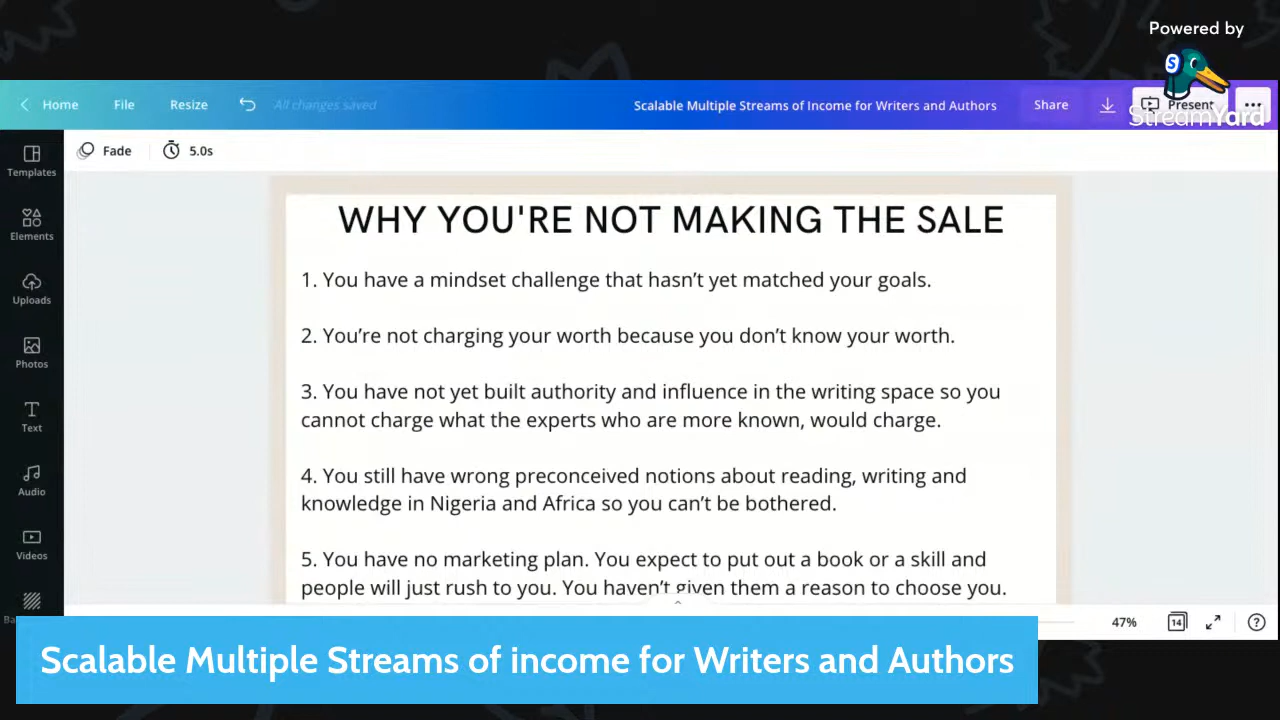 Powered by
StreamYard
Home
File
Resize
All changes saved
Scalable Multiple Streams of Income for Writers and Authors
Share
Present
Templates
Fade
5.0s
Elements
Uploads
Photos
Text
Audio
Videos
WHY YOU'RE NOT MAKING THE SALE
1. You have a mindset challenge that hasn’t yet matched your goals.
2. You’re not charging your worth because you don’t know your worth.
3. You have not yet built authority and influence in the writing space so you
cannot charge what the experts who are more known, would charge.
4. You still have wrong preconceived notions about reading, writing and
knowledge in Nigeria and Africa so you can’t be bothered.
5. You have no marketing plan. You expect to put out a book or a skill and
people will just rush to you. You haven’t given them a reason to choose you.
47%
14
Scalable Multiple Streams of income for Writers and Authors